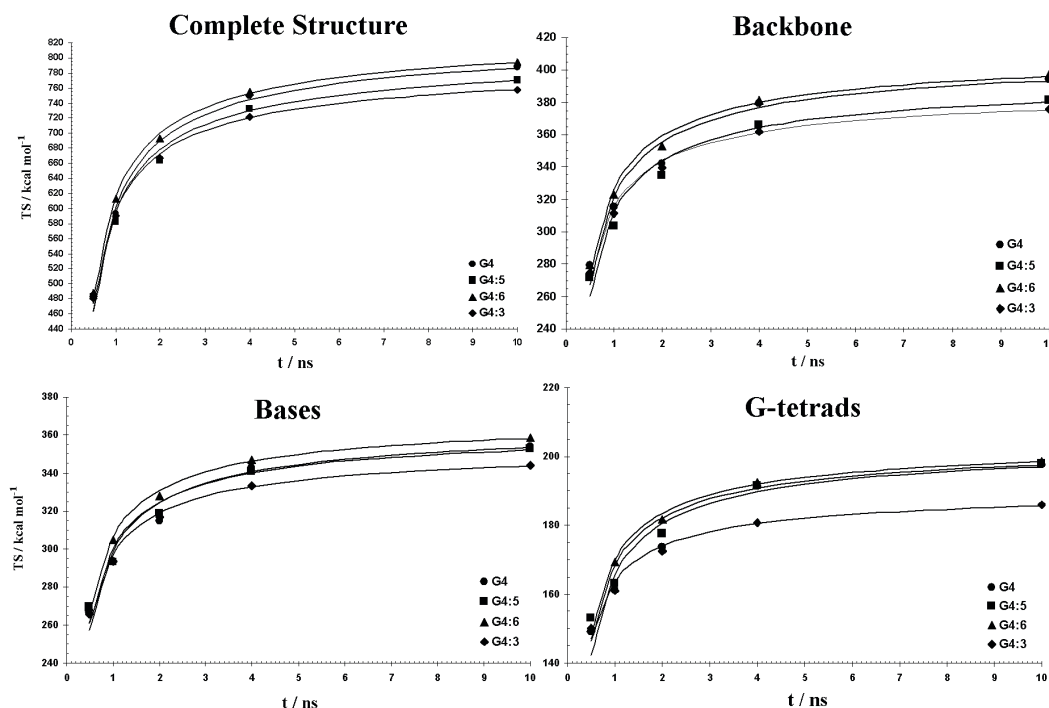 Complete Structure
TS / kcal mol⁻¹
820
800
780
760
740
720
700
680
660
640
620
600
580
560
540
520
500
480
460
440
0 1 2 3 4 5 6 7 8 9 10
t / ns
G4
G4:5
G4:6
G4:3
Backbone
420
400
380
360
340
320
300
280
260
240
0 1 2 3 4 5 6 7 8 9 10
t / ns
G4
G4:5
G4:6
G4:3
Bases
TS / kcal mol⁻¹
380
360
340
320
300
280
260
240
0 1 2 3 4 5 6 7 8 9 10
t / ns
G4
G4:5
G4:6
G4:3
G-tetrads
220
200
180
160
140
0 1 2 3 4 5 6 7 8 9 10
t / ns
G4
G4:5
G4:6
G4:3